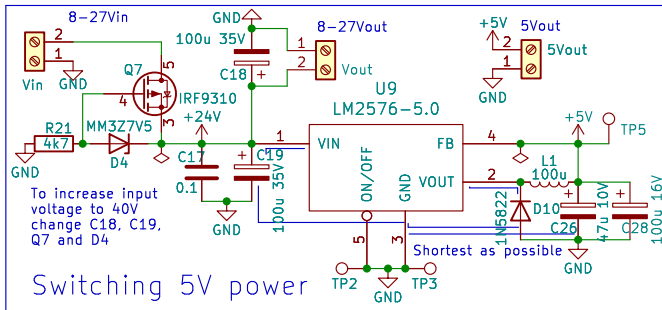 8-27Vin
2
1
Vin
GND
Q7
5
4
3
IRF9310
R21
4k7
GND
MM3Z7V5
D4
To increase input
voltage to 40V
change C18, C19,
Q7 and D4
Switching 5V power
GND
100u 35V
C18
+
8-27Vout
1
2
Vout
+24V
C17
0.1
C19
+
100u 35V
GND
U9
LM2576-5.0
1
VIN
FB
4
VOUT
2
ON/OFF
GND
5
3
TP2
GND
TP3
+5V
5Vout
2
5Vout
1
GND
+5V
TP5
L1
100u
1N5822
D10
+
C26
47u 10V
+
C28
100u 16V
GND
Shortest as possible